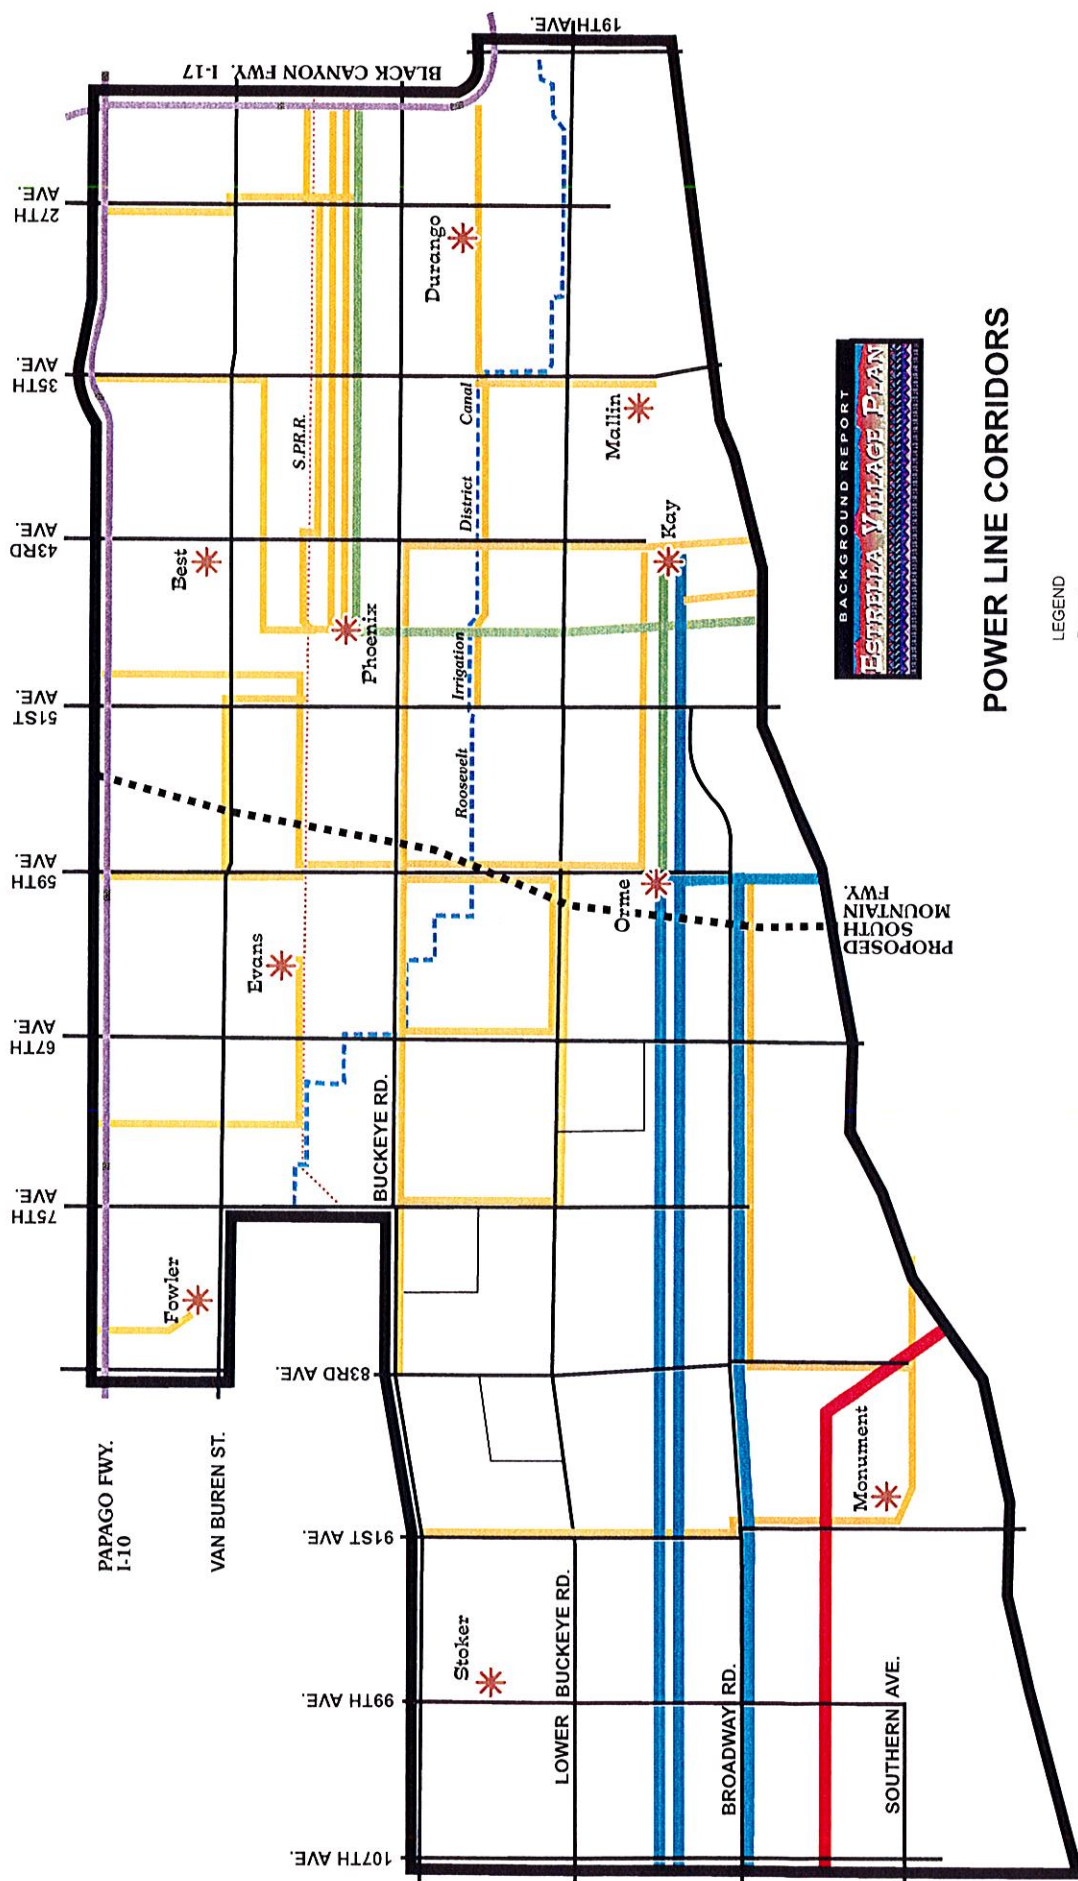 19TH AVE.
BLACK CANYON FWY. I-17
27TH
AVE.
35TH
AVE.
43RD
AVE.
51ST
AVE.
59TH
AVE.
67TH
AVE.
75TH
AVE.
83RD AVE.
91ST AVE.
99TH AVE.
107TH AVE.
PAPAGO FWY.
I-10
VAN BUREN ST.
BUCKEYE RD.
LOWER BUCKEYE RD.
BROADWAY RD.
SOUTHERN AVE.
S.P.R.R.
Roosevelt Irrigation District Canal
Durango
Mallin
Best
Phoenix
Kay
Evans
Orme
Fowler
Stoker
Monument
PROPOSED
SOUTH
MOUNTAIN
FWY.
BACKGROUND REPORT
ESTRELLA VILLAGE PLAN
POWER LINE CORRIDORS
LEGEND